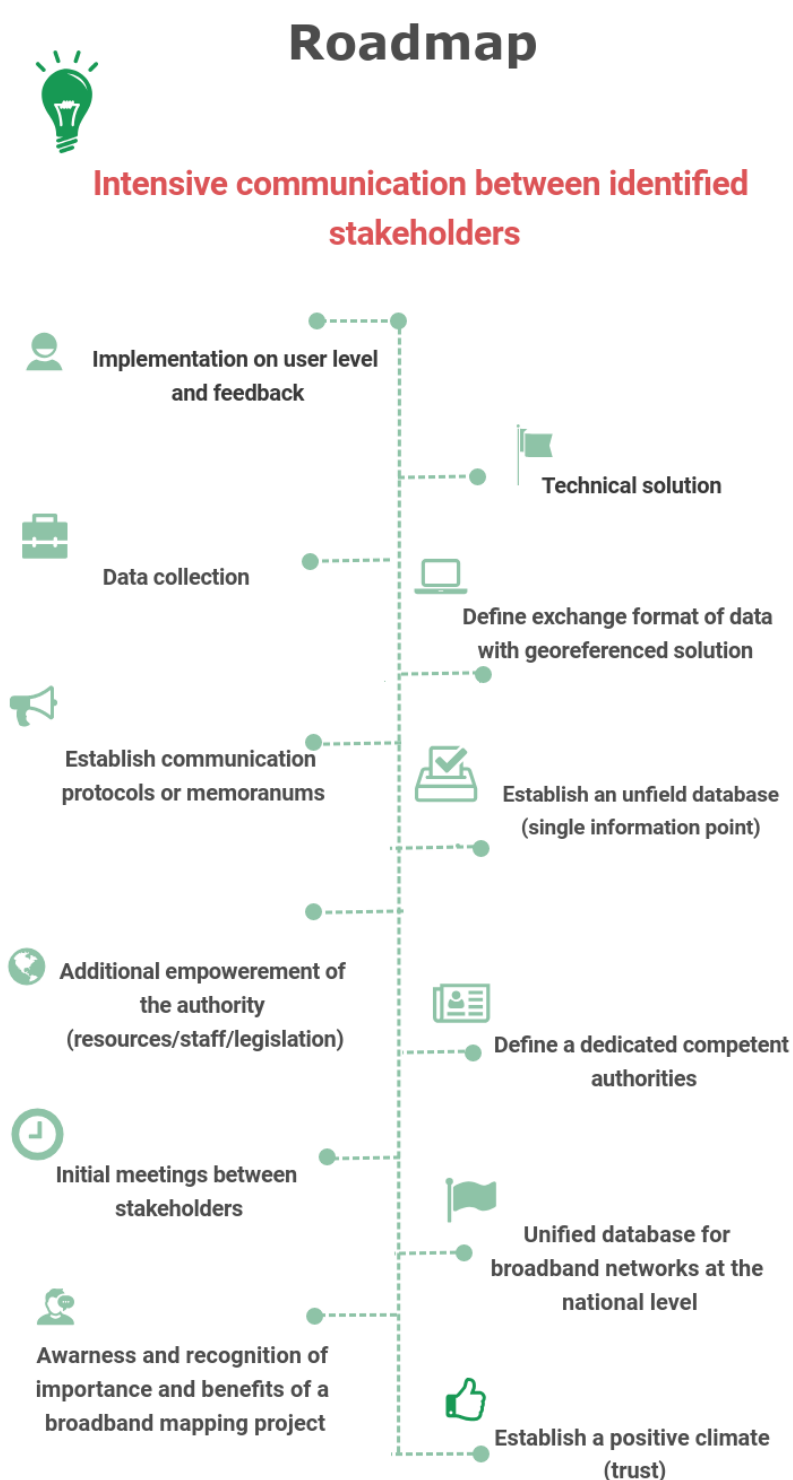 Roadmap
Intensive communication between identified
stakeholders
Implementation on user level
and feedback
Technical solution
Data collection
Define exchange format of data
with georeferenced solution
Establish communication
protocols or memoranums
Establish an unfield database
(single information point)
Additional empowerement of
the authority
(resources/staff/legislation)
Define a dedicated competent
authorities
Initial meetings between
stakeholders
Unified database for
broadband networks at the
national level
Awarness and recognition of
importance and benefits of a
broadband mapping project
Establish a positive climate
(trust)